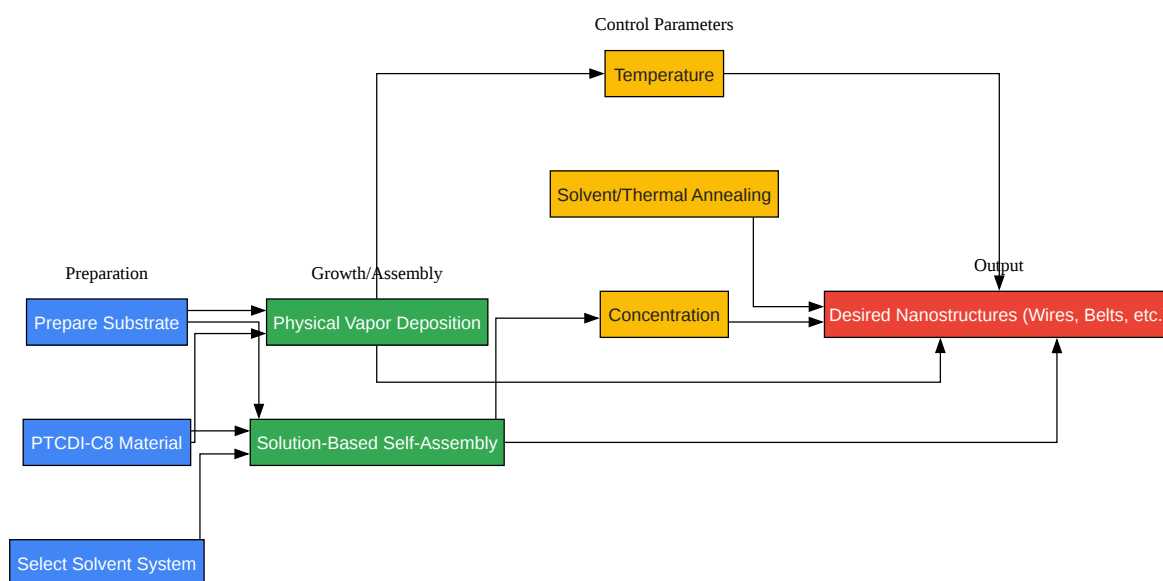 Control Parameters
Temperature
Solvent/Thermal Annealing
Preparation
Growth/Assembly
Output
Prepare Substrate
Physical Vapor Deposition
Concentration
Desired Nanostructures (Wires, Belts, etc.
PTCDI-C8 Material
Solution-Based Self-Assembly
Select Solvent System